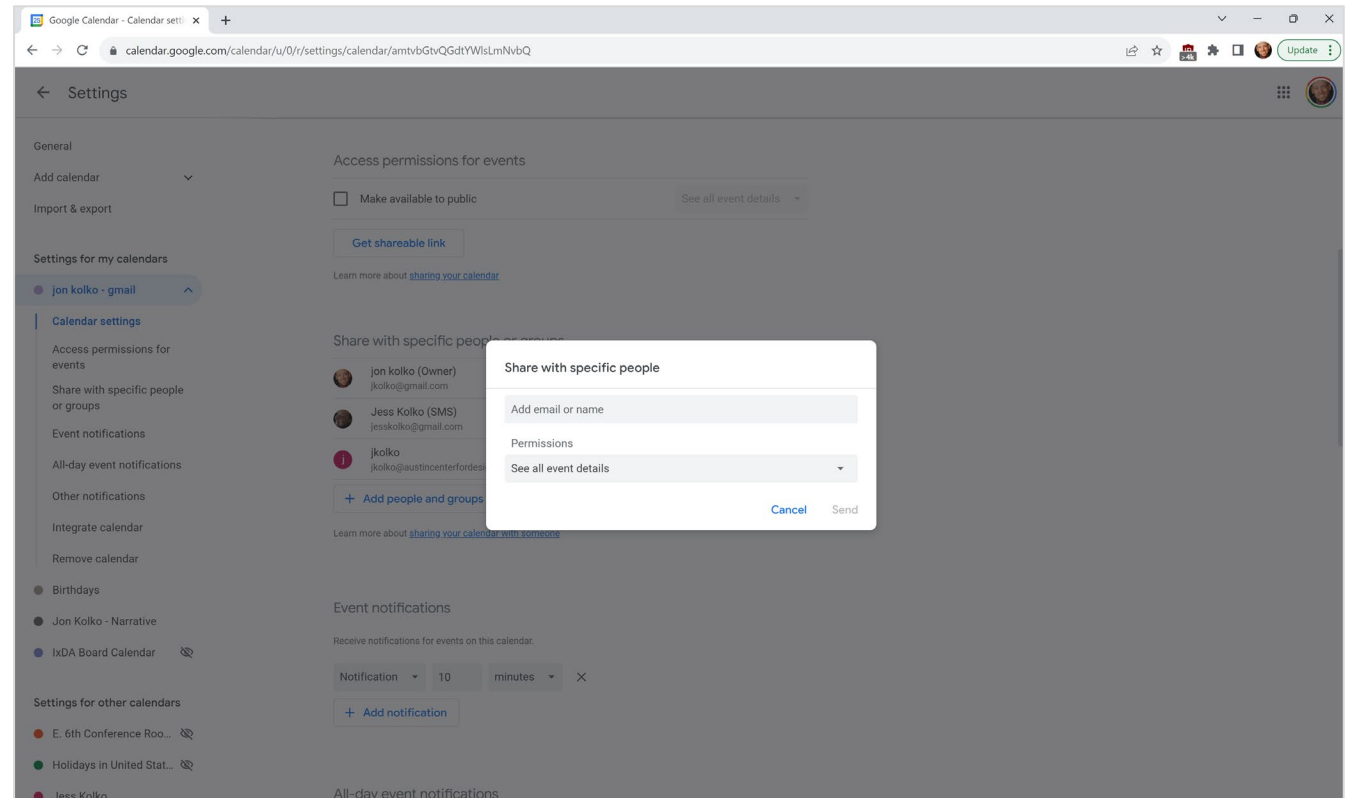 Google Calendar - Calendar setti
calendar.google.com/calendar/u/0/r/settings/calendar/amtvbGtvQGdtYWlsLmNvbQ
>4k
Update
Settings
General
Add calendar
Import & export
Settings for my calendars
jon kolko - gmail
Calendar settings
Access permissions for
events
Share with specific people
or groups
Event notifications
All-day event notifications
Other notifications
Integrate calendar
Remove calendar
Birthdays
Jon Kolko - Narrative
IxDA Board Calendar
Settings for other calendars
E. 6th Conference Roo...
Holidays in United Stat...
Jess Kolko
Access permissions for events
Make available to public
See all event details
Get shareable link
Learn more about sharing your calendar
Share with specific people or groups
jon kolko (Owner)
jkolko@gmail.com
Jess Kolko (SMS)
jesskolko@gmail.com
j
jkolko
jkolko@austincenterfordesi
+ Add people and groups
Learn more about sharing your calendar with someone
Share with specific people
Add email or name
Permissions
See all event details
Cancel Send
Event notifications
Receive notifications for events on this calendar.
Notification 10 minutes
+ Add notification
All-day event notifications